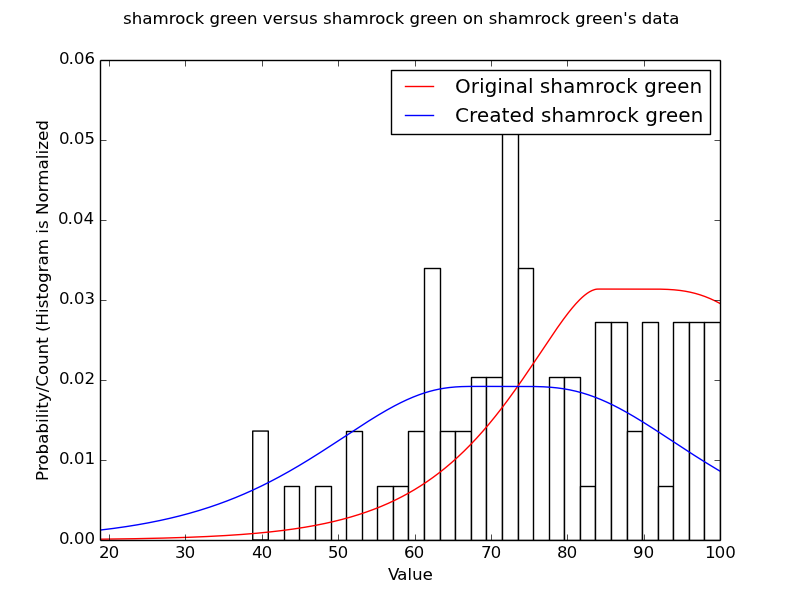 shamrock green versus shamrock green on shamrock green's data
0.06
0.05
0.04
0.03
0.02
0.01
0.00
Probability/Count (Histogram is Normalized
Original shamrock green
Created shamrock green
20 30 40 50 60 70 80 90 100
Value